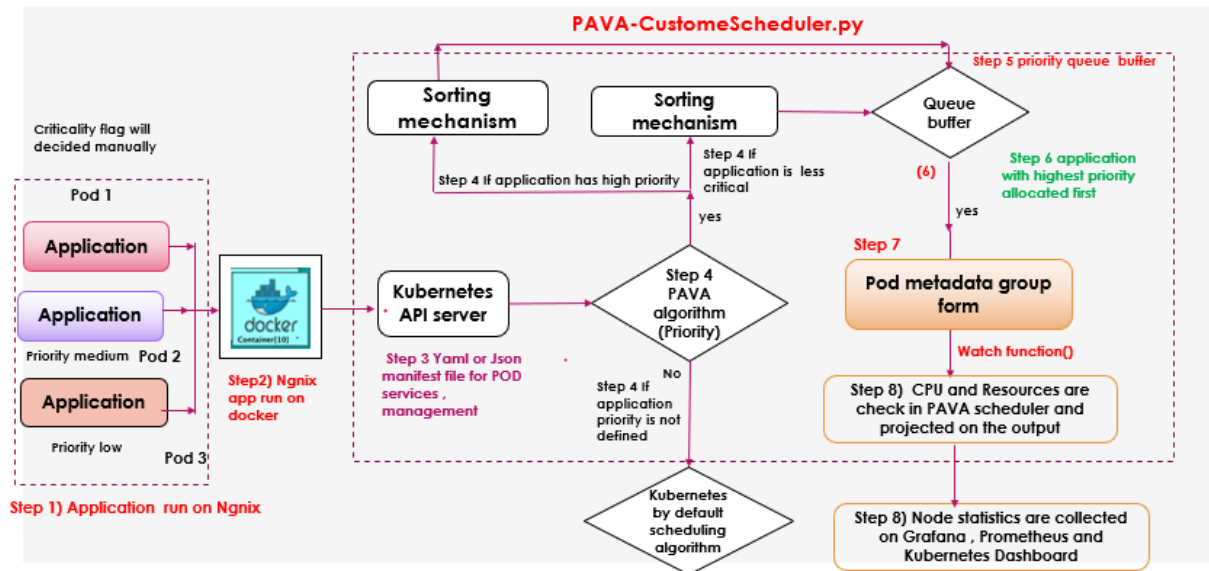 PAVA-CustomeScheduler.py
Step 5 priority queue buffer
Sorting
mechanism
Sorting
mechanism
Queue
buffer
Criticality flag will
decided manually
Step 4 If application has high priority
Step 4 If
application is less
critical
(6)
Step 6 application
with highest priority
allocated first
yes
yes
Pod 1
Application
Application
Priority medium
Pod 2
Application
Priority low
Pod 3
Step 1) Application run on Ngnix
docker
Container(10)
Step2) Ngnix
app run on
docker
Kubernetes
API server
Step 3 Yaml or Json
manifest file for POD
services ,
management
Step 4
PAVA
algorithm
(Priority)
No
Step 4 If
application
priority is not
defined
Kubernetes
by default
scheduling
algorithm
Step 7
Pod metadata group
form
Watch function()
Step 8) CPU and Resources are
check in PAVA scheduler and
projected on the output
Step 8) Node statistics are collected
on Grafana , Prometheus and
Kubernetes Dashboard